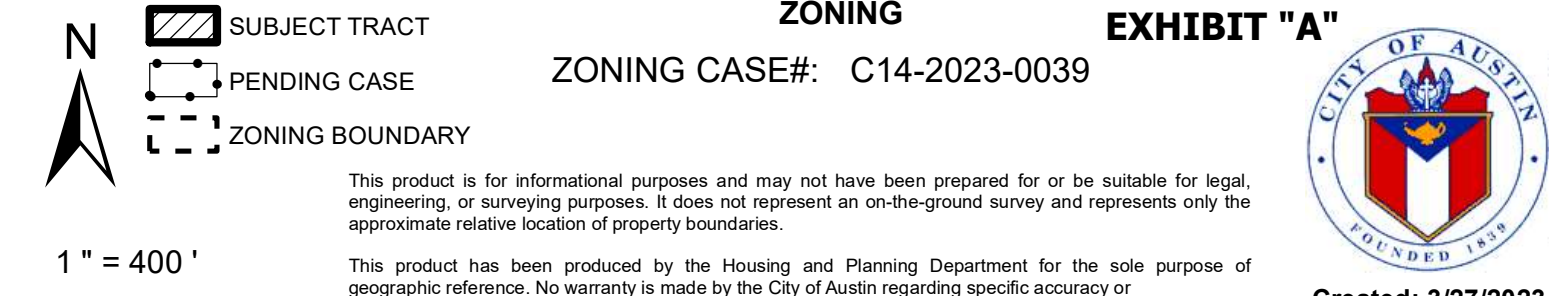 ZONING
EXHIBIT "A"
N
SUBJECT TRACT
PENDING CASE
ZONING BOUNDARY
ZONING CASE#: C14-2023-0039
CITY OF AUSTIN
FOUNDED 1839
This product is for informational purposes and may not have been prepared for or be suitable for legal,
engineering, or surveying purposes. It does not represent an on-the-ground survey and represents only the
approximate relative location of property boundaries.
1 " = 400 '
This product has been produced by the Housing and Planning Department for the sole purpose of
geographic reference. No warranty is made by the City of Austin regarding specific accuracy or
Created: 3/27/2023